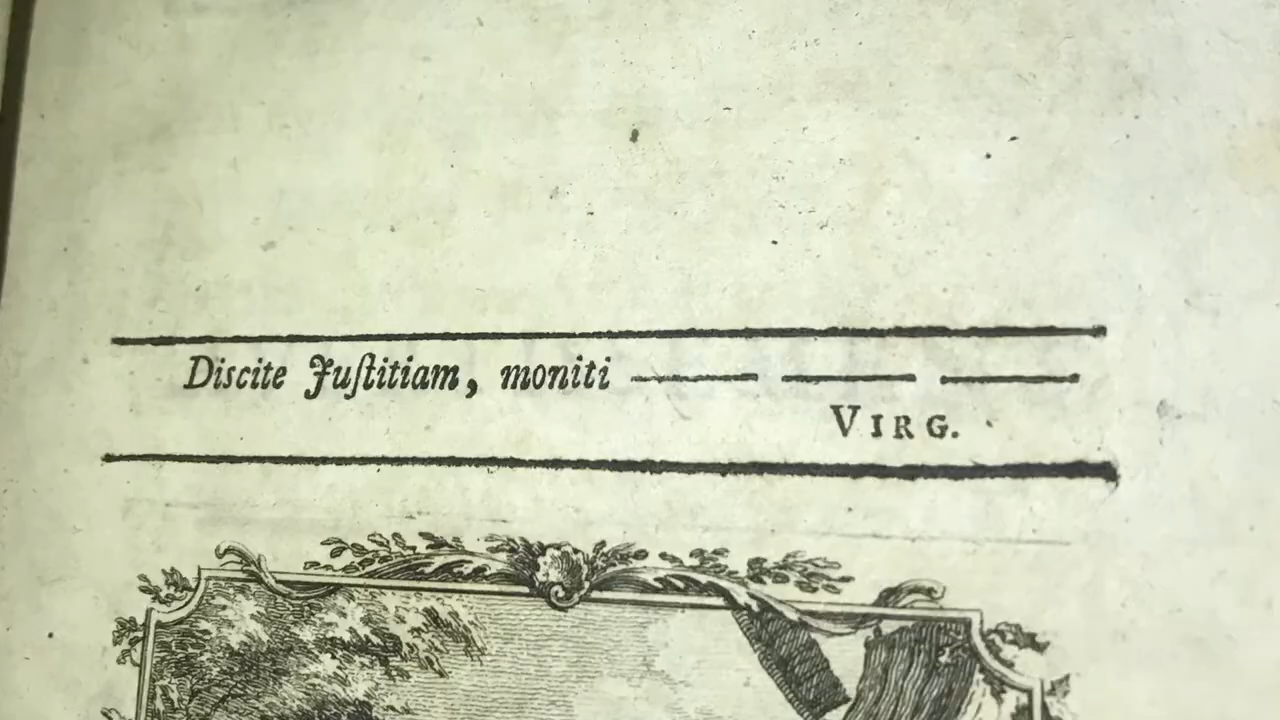 Discite Juſtitiam, moniti — — —
VIRG.